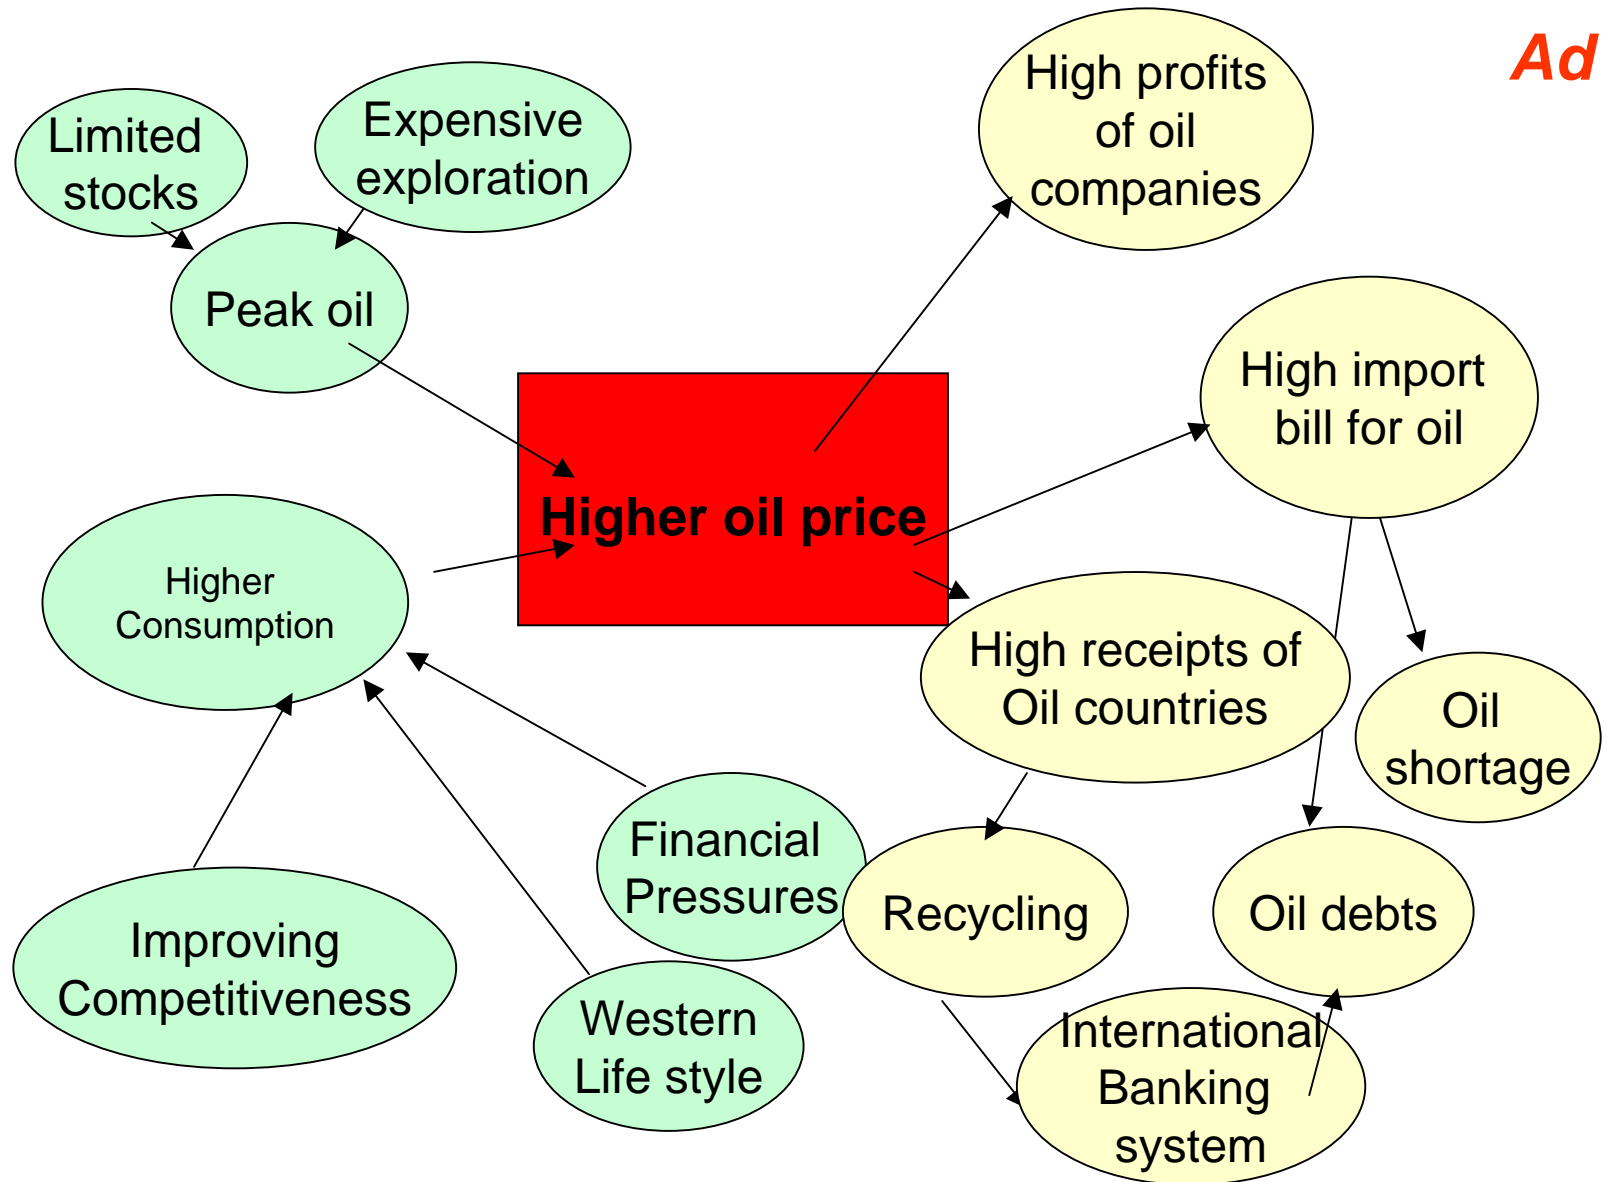 Ad
Limited
stocks
Expensive
exploration
High profits
of oil
companies
Peak oil
High import
bill for oil
Higher oil price
Higher
Consumption
High receipts of
Oil countries
Oil
shortage
Financial
Pressures
Recycling
Oil debts
Improving
Competitiveness
Western
Life style
International
Banking
system